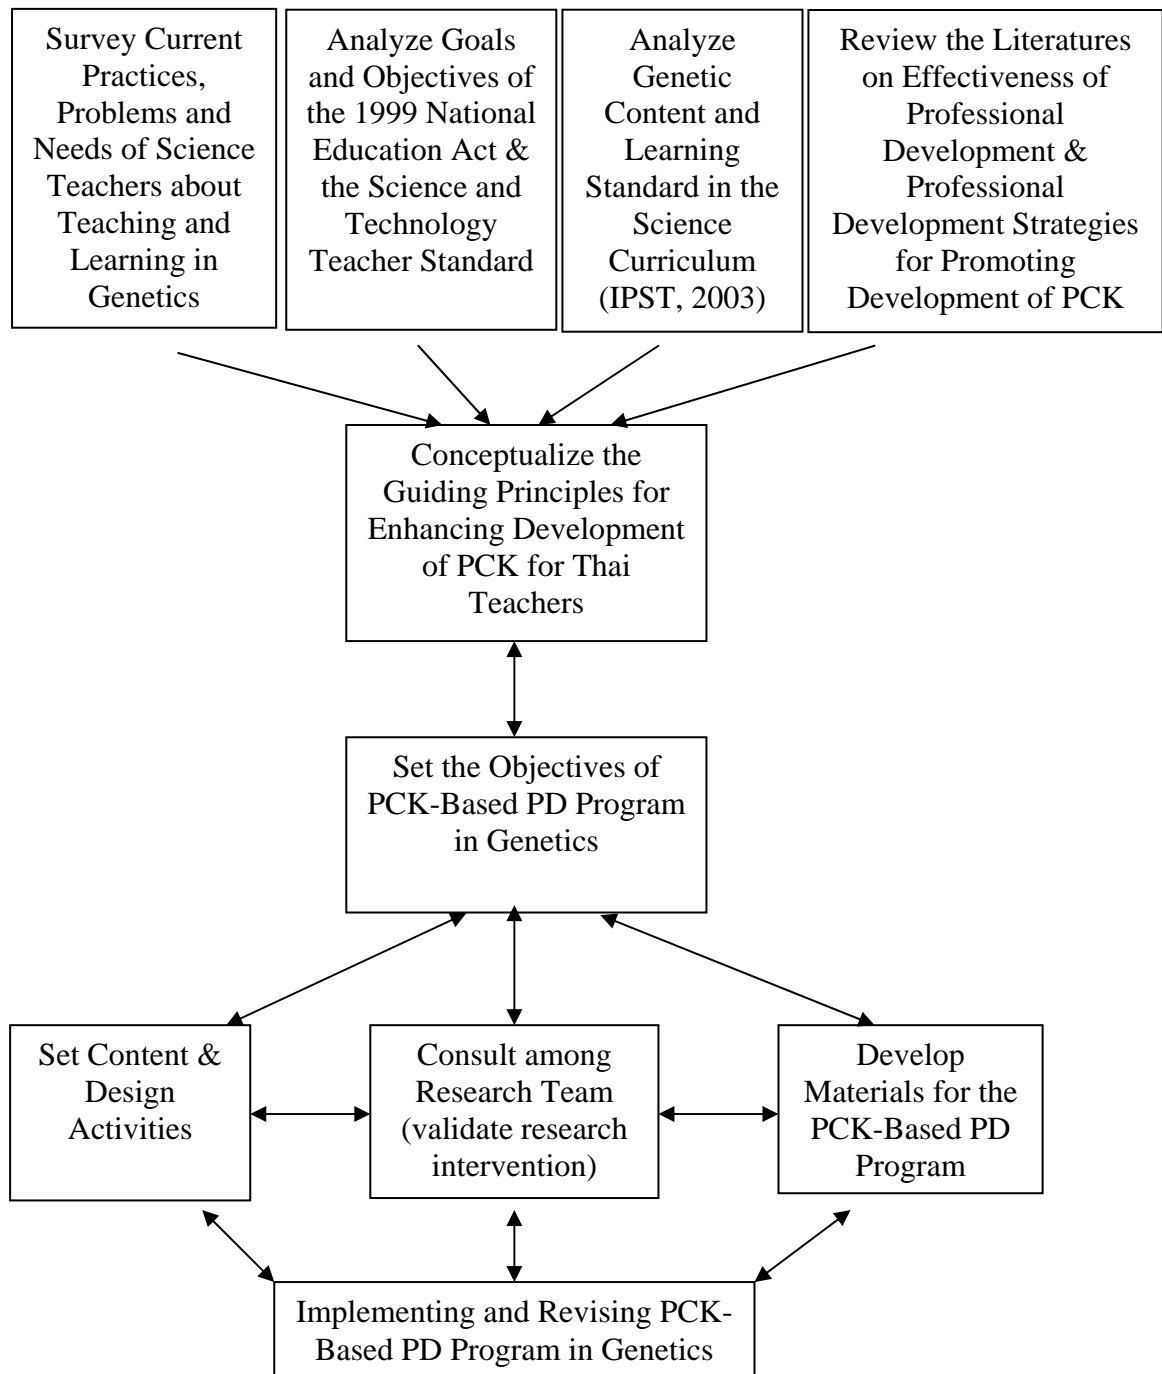 Survey Current
Practices,
Problems and
Needs of Science
Teachers about
Teaching and
Learning in
Genetics
Analyze Goals
and Objectives of
the 1999 National
Education Act &
the Science and
Technology
Teacher Standard
Analyze
Genetic
Content and
Learning
Standard in the
Science
Curriculum
(IPST, 2003)
Review the Literatures
on Effectiveness of
Professional
Development &
Professional
Development Strategies
for Promoting
Development of PCK
Conceptualize the
Guiding Principles for
Enhancing Development
of PCK for Thai
Teachers
Set the Objectives of
PCK-Based PD Program
in Genetics
Set Content &
Design
Activities
Consult among
Research Team
(validate research
intervention)
Develop
Materials for the
PCK-Based PD
Program
Implementing and Revising PCK-
Based PD Program in Genetics